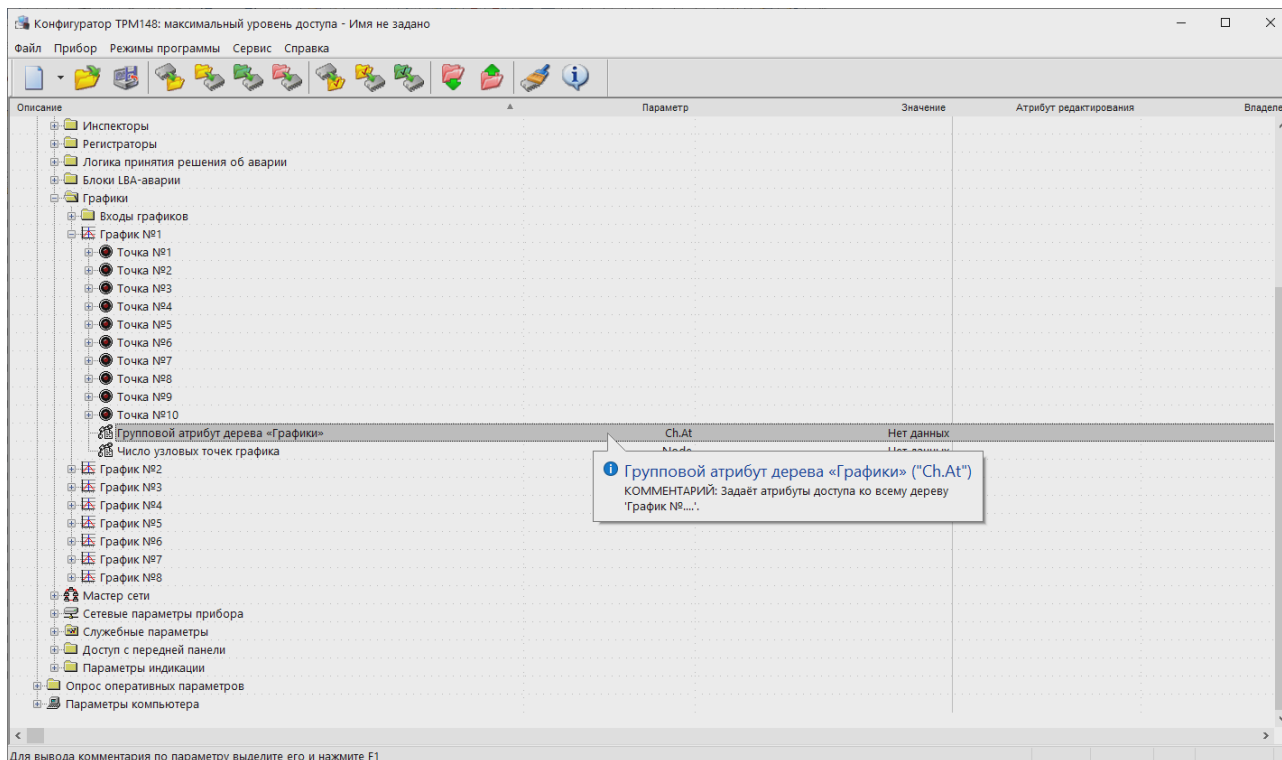 Конфигуратор ТРМ148: максимальный уровень доступа - Имя не задано
Файл Прибор Режимы программы Сервис Справка
Описание Параметр Значение Атрибут редактирования Владеле
Инспекторы
Регистраторы
Логика принятия решения об аварии
Блоки LBA-аварии
Графики
Входы графиков
График №1
Точка №1
Точка №2
Точка №3
Точка №4
Точка №5
Точка №6
Точка №7
Точка №8
Точка №9
Точка №10
Групповой атрибут дерева «Графики» Ch.At Нет данных
Число узловых точек графика Node Нет данных
График №2
График №3
График №4
График №5
График №6
График №7
График №8
Групповой атрибут дерева «Графики» ("Ch.At")
КОММЕНТАРИЙ: Задаёт атрибуты доступа ко всему дереву
'График №....'.
Мастер сети
Сетевые параметры прибора
Служебные параметры
Доступ с передней панели
Параметры индикации
Опрос оперативных параметров
Параметры компьютера
Для вывода комментария по параметру выделите его и нажмите F1